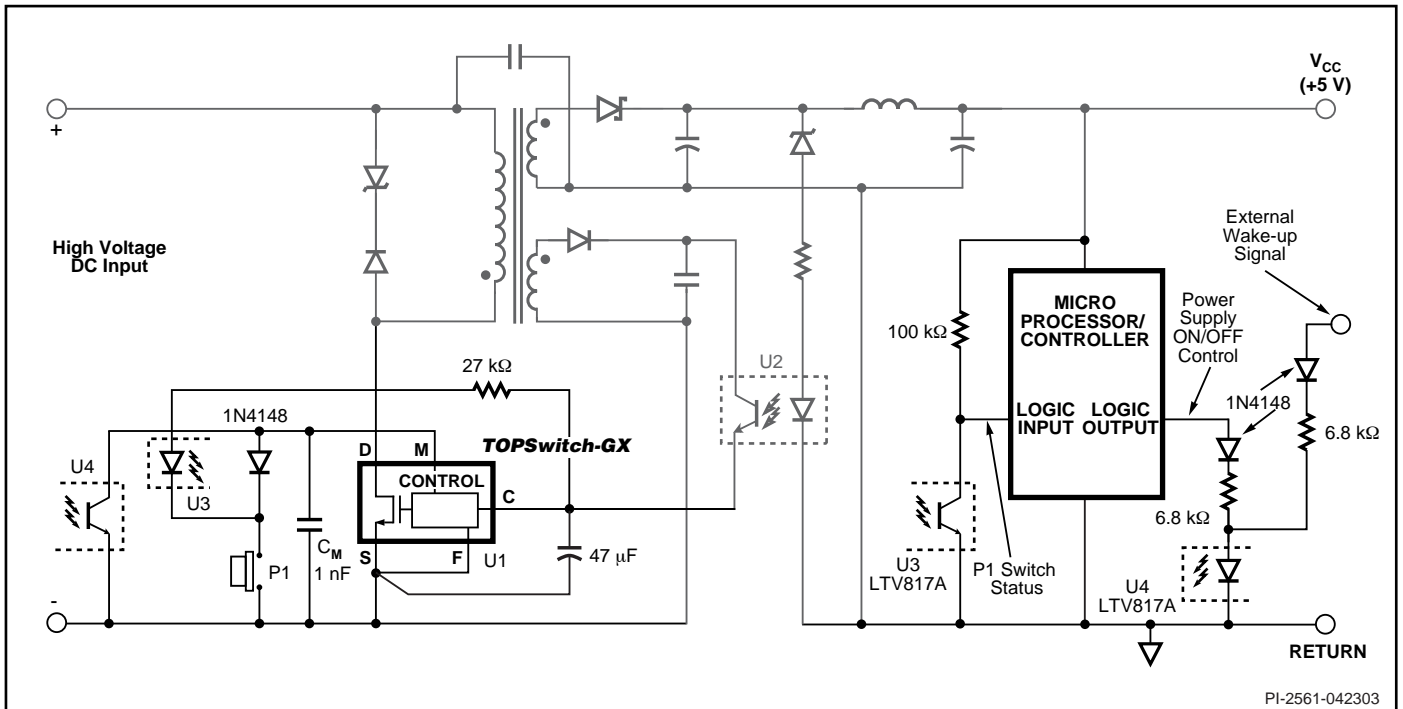 V_CC
(+5 V)
+
High Voltage
DC Input
External
Wake-up
Signal
MICRO
PROCESSOR/
CONTROLLER
Power
Supply
ON/OFF
Control
100 kΩ
U2
27 kΩ
1N4148
1N4148
LOGIC
INPUT
LOGIC
OUTPUT
TOPSwitch-GX
D
M
CONTROL
C
6.8 kΩ
U4
U3
6.8 kΩ
C_M
1 nF
P1
S
F
U1
47 μF
U3
LTV817A
P1 Switch
Status
U4
LTV817A
-
RETURN
PI-2561-042303